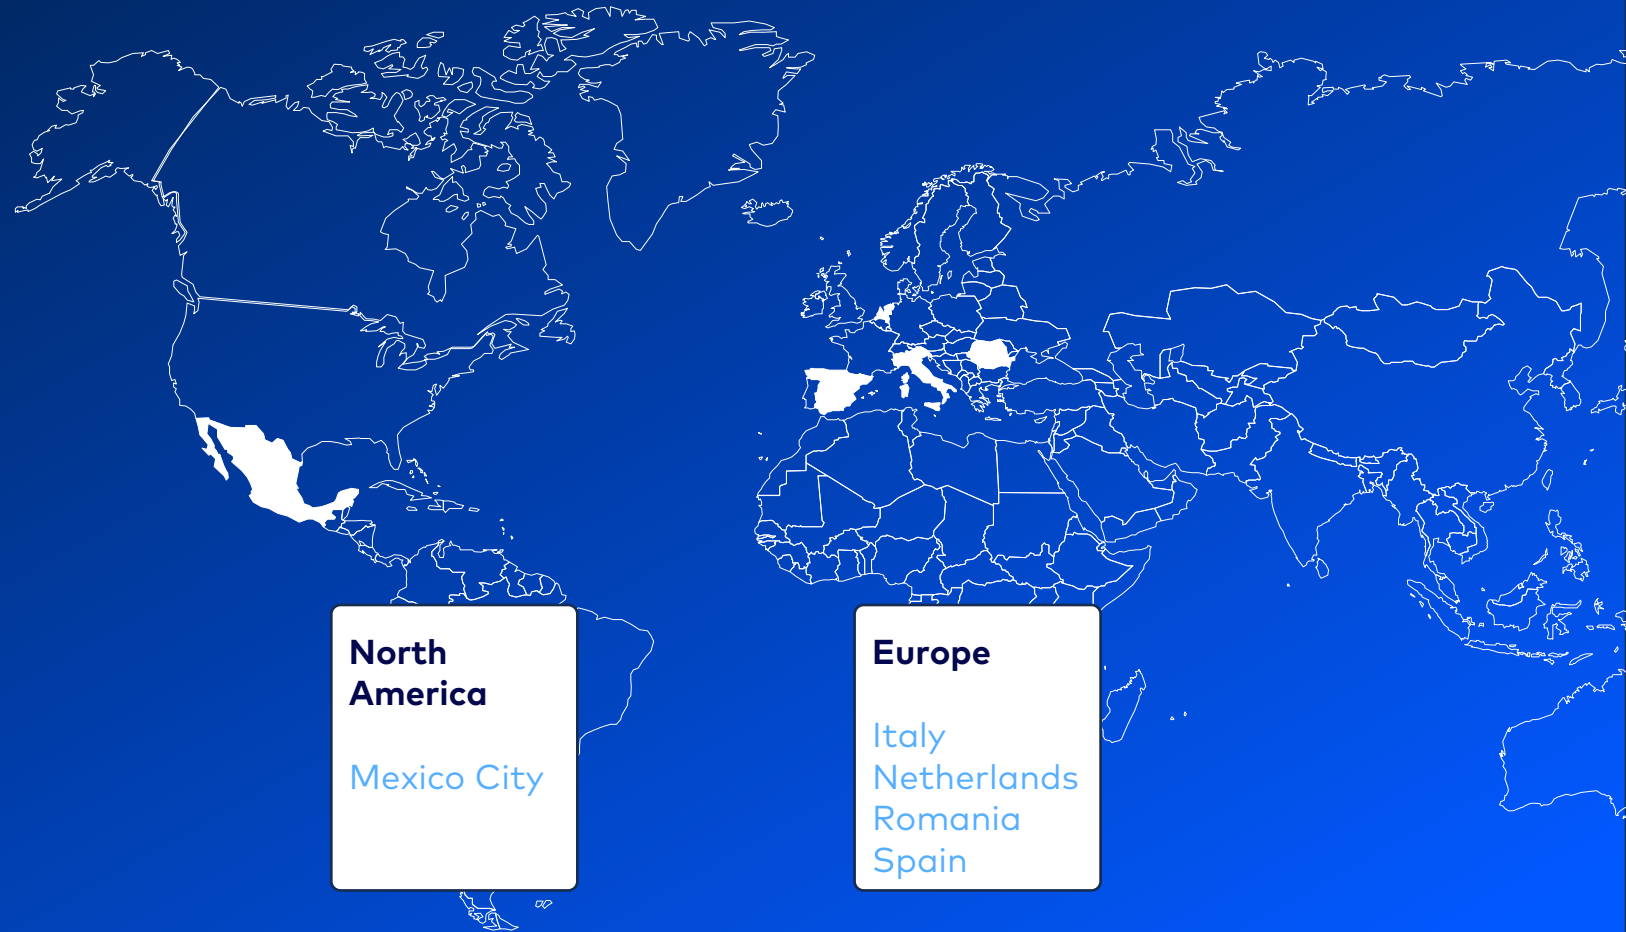 North
America
Mexico City
Europe
Italy
Netherlands
Romania
Spain